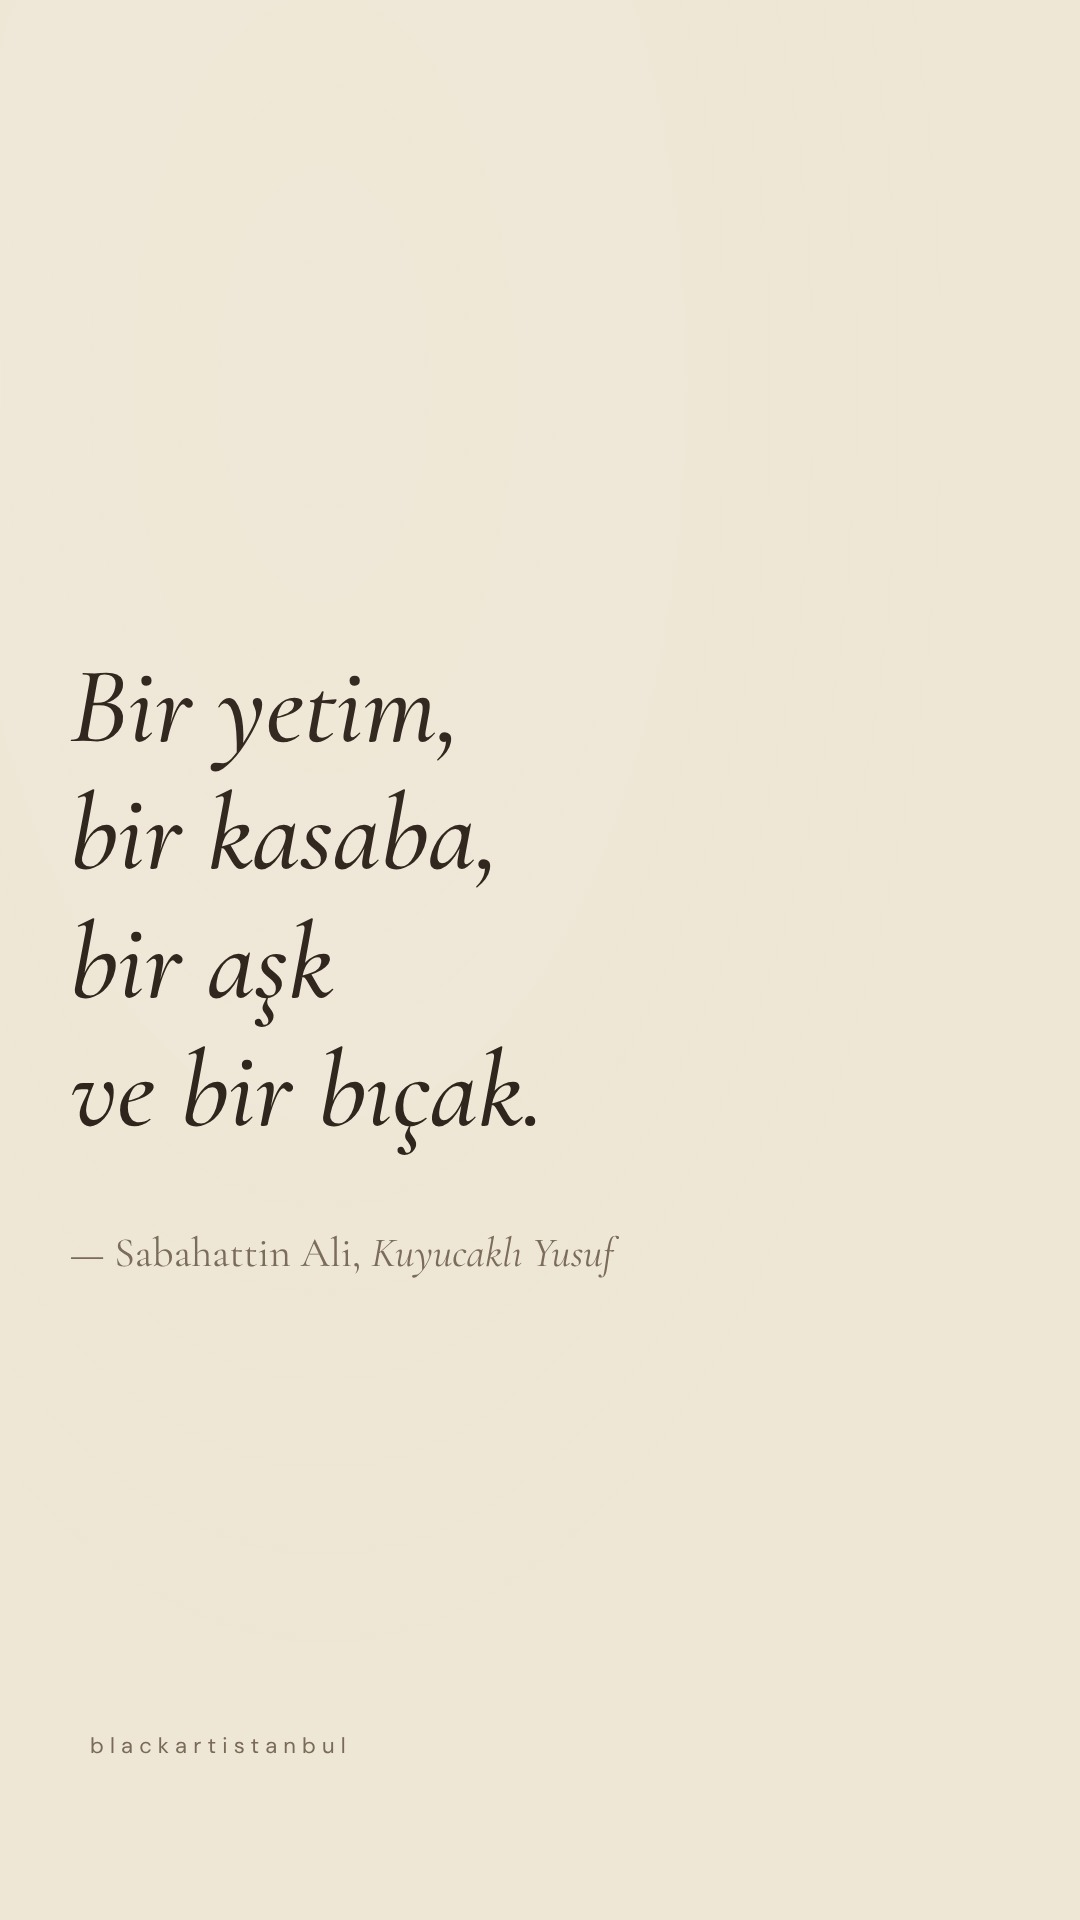 Bir yetim,
bir kasaba,
bir aşk
ve bir bıçak.
— Sabahattin Ali, Kuyucaklı Yusuf
blackartistanbul